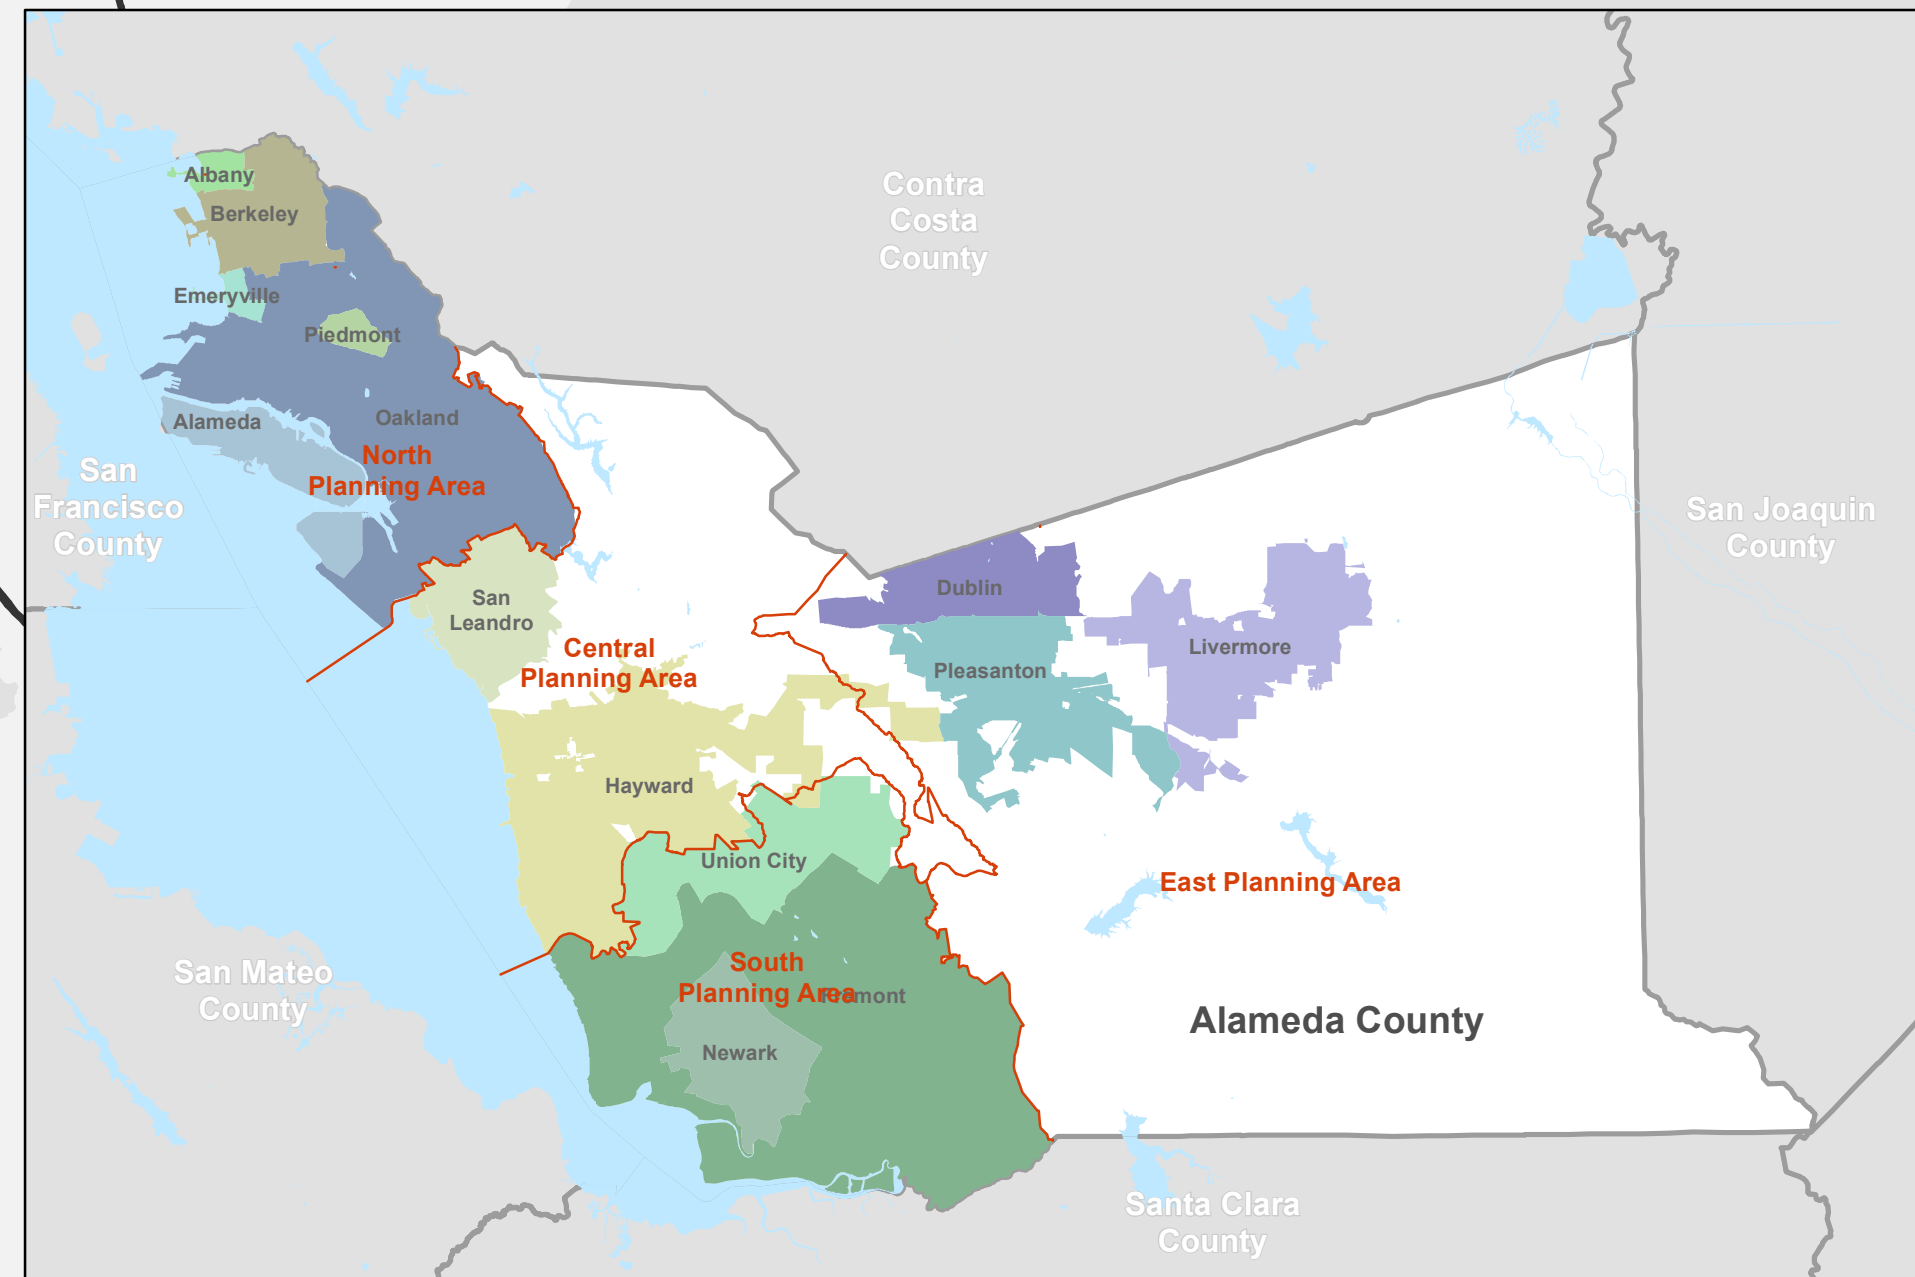 Albany
Berkeley
Contra
Costa
County
Emeryville
Piedmont
Alameda
Oakland
North
Planning Area
San
Francisco
County
San Joaquin
County
San
Leandro
Dublin
Central
Planning Area
Livermore
Pleasanton
Hayward
Union City
East Planning Area
San Mateo
County
South
Planning Area
Fremont
Alameda County
Newark
Santa Clara
County